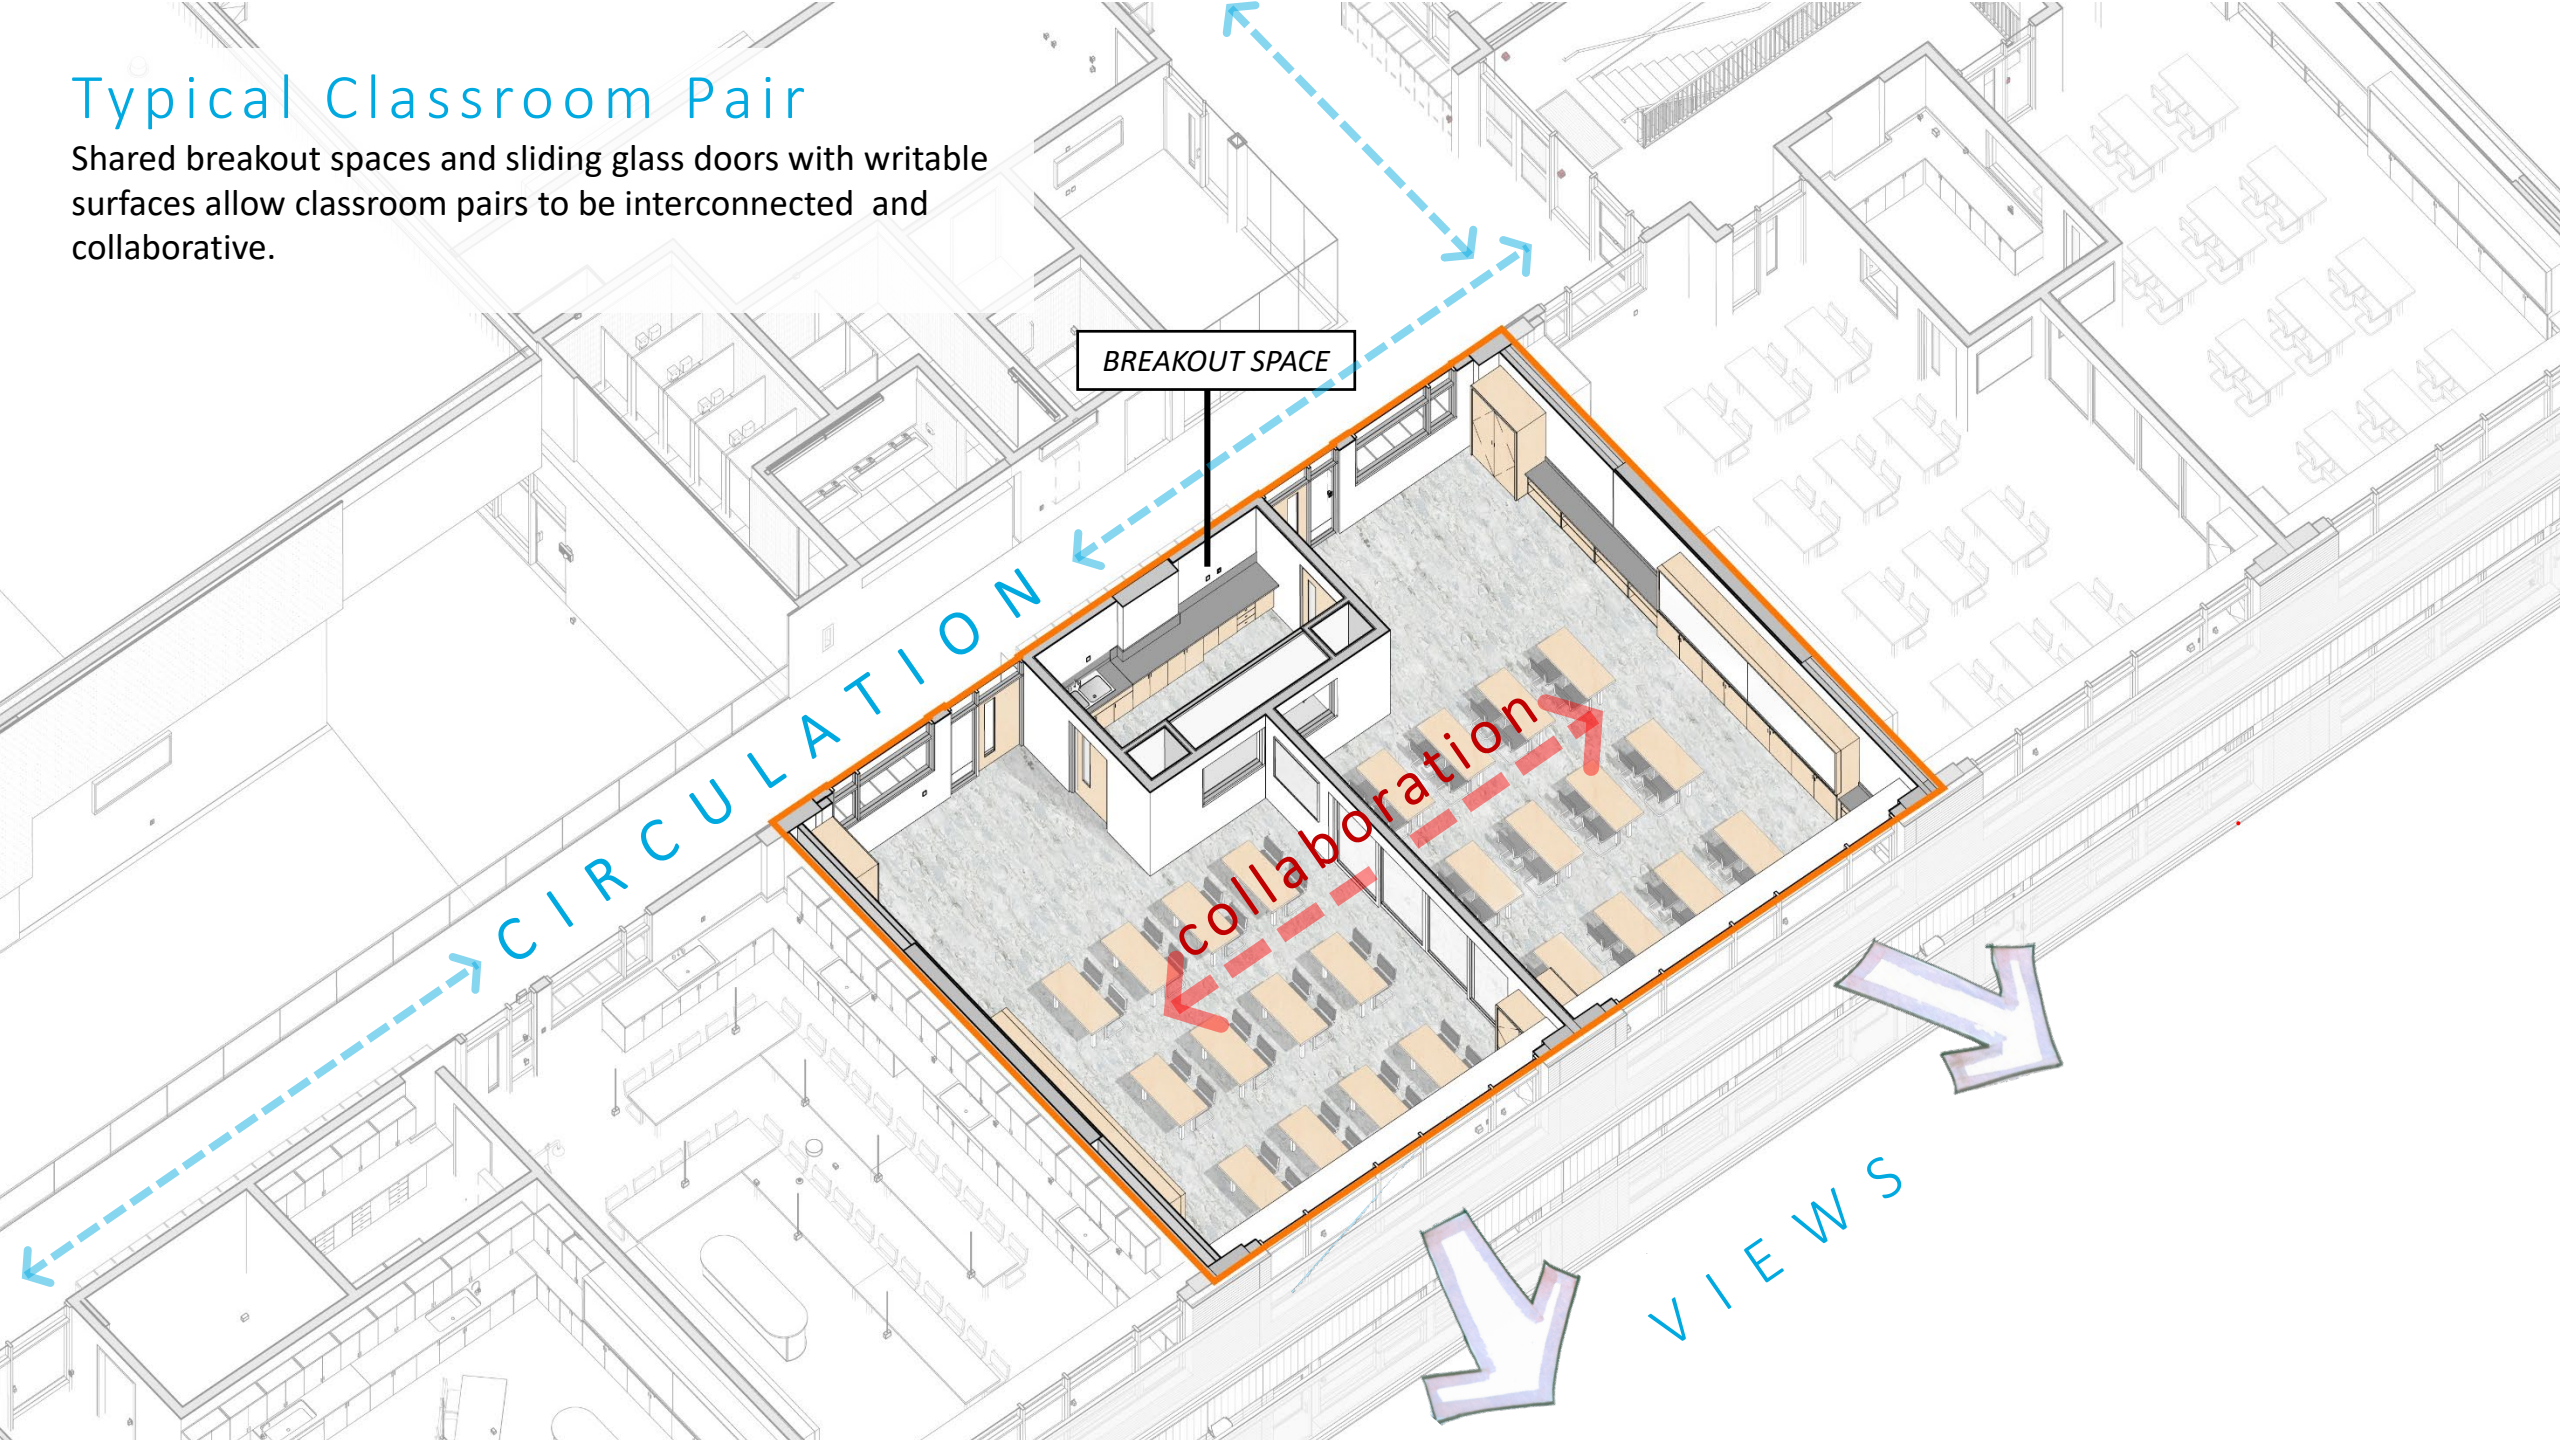 Typical Classroom Pair
Shared breakout spaces and sliding glass doors with writable
surfaces allow classroom pairs to be interconnected  and
collaborative.
BREAKOUT SPACE
CIRCULATION
collaboration
VIEWS